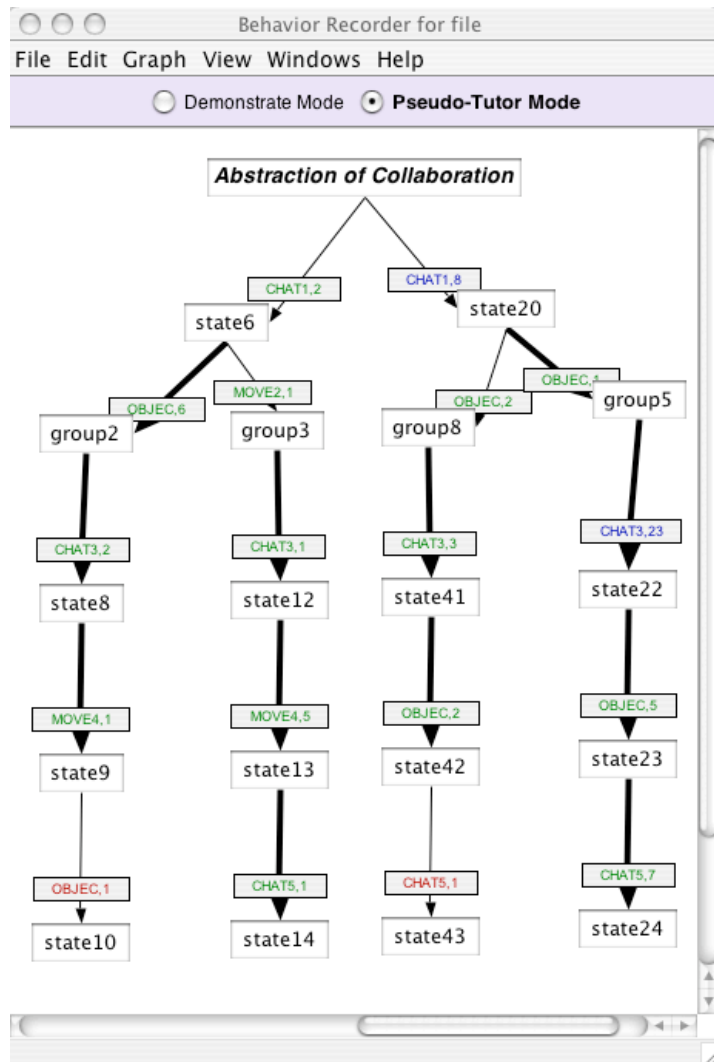 Behavior Recorder for file
File Edit Graph View Windows Help
Demonstrate Mode Pseudo-Tutor Mode
Abstraction of Collaboration
CHAT1,2 CHAT1,8
state6 state20
OBJEC,6 MOVE2,1 OBJEC,2 OBJEC,1
group2 group3 group8 group5
CHAT3,2 CHAT3,1 CHAT3,3 CHAT3,23
state8 state12 state41 state22
MOVE4,1 MOVE4,5 OBJEC,2 OBJEC,5
state9 state13 state42 state23
OBJEC,1 CHAT5,1 CHAT5,1 CHAT5,7
state10 state14 state43 state24